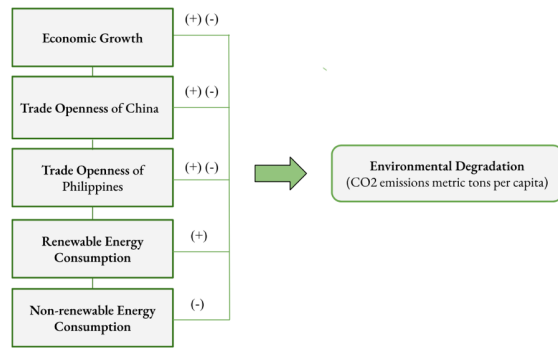 (+) (-)
Economic Growth
(+) (-)
Trade Openness of China
(+) (-)
Trade Openness of
Philippines
Environmental Degradation
(CO2 emissions metric tons per capita)
(+)
Renewable Energy
Consumption
(-)
Non-renewable Energy
Consumption